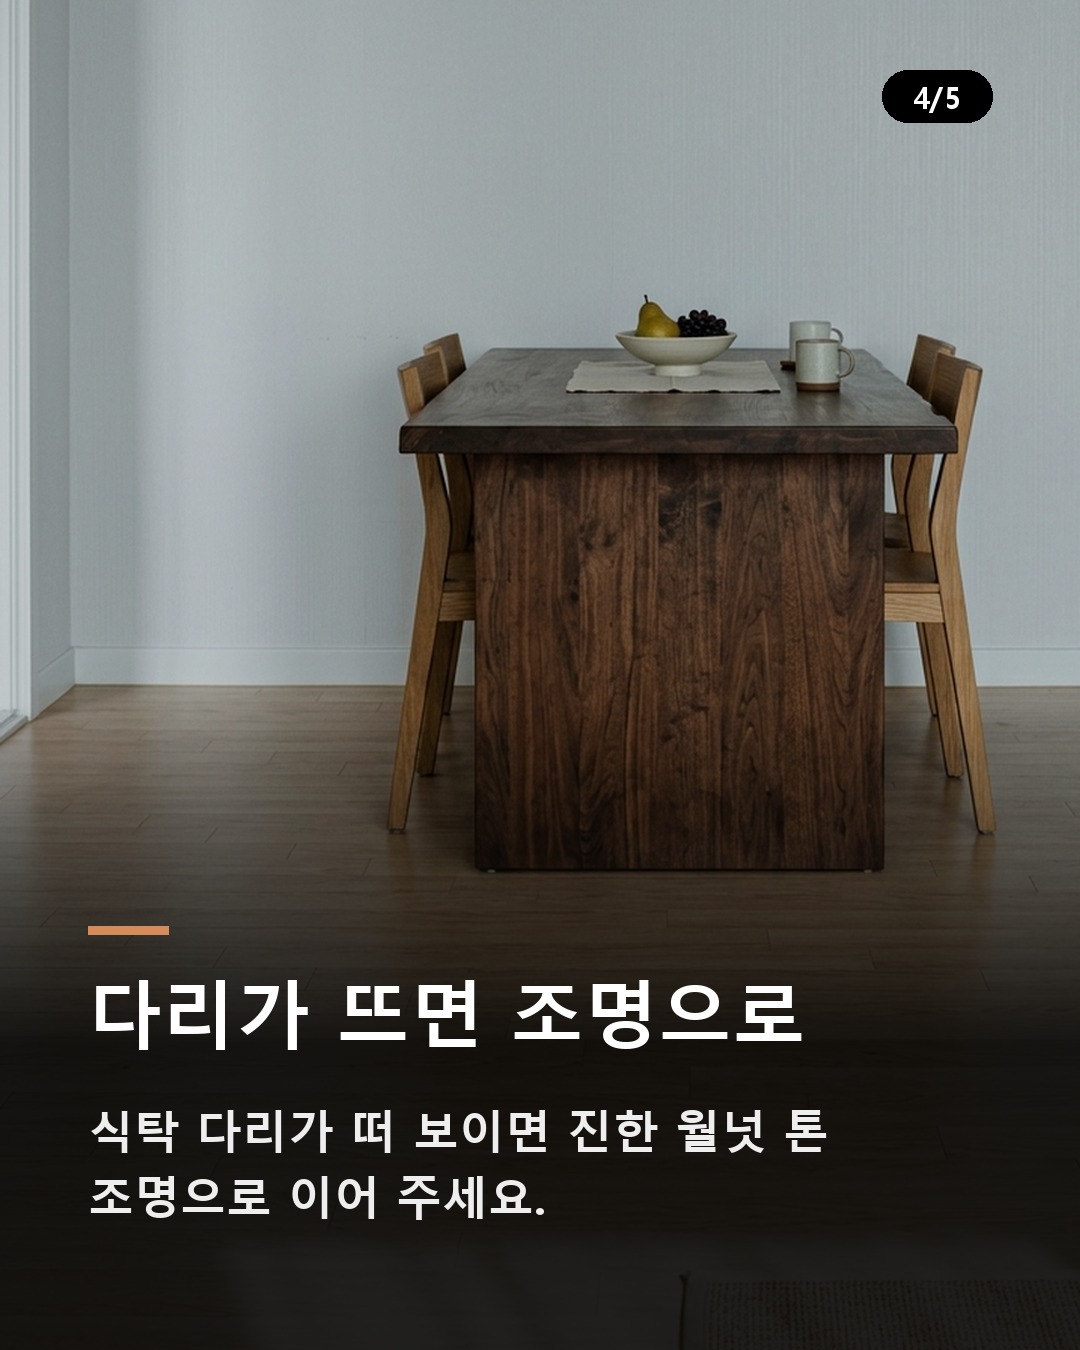 4/5
다리가 뜨면 조명으로
식탁 다리가 떠 보이면 진한 월넛 톤
조명으로 이어 주세요.